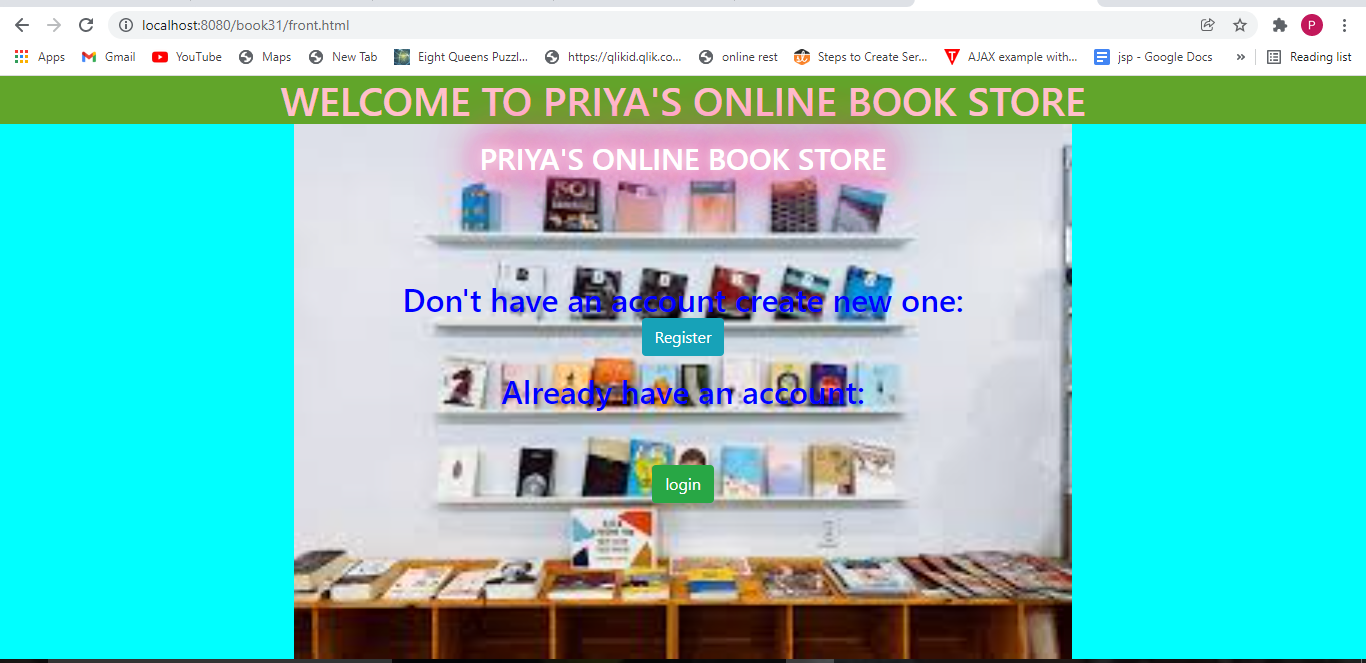 localhost:8080/book31/front.html
P
Apps Gmail YouTube Maps New Tab Eight Queens Puzzl... https://qlikid.qlik.co... online rest Steps to Create Ser... AJAX example with... jsp - Google Docs » Reading list
WELCOME TO PRIYA'S ONLINE BOOK STORE
PRIYA'S ONLINE BOOK STORE
Don't have an account create new one:
Register
Already have an account:
login